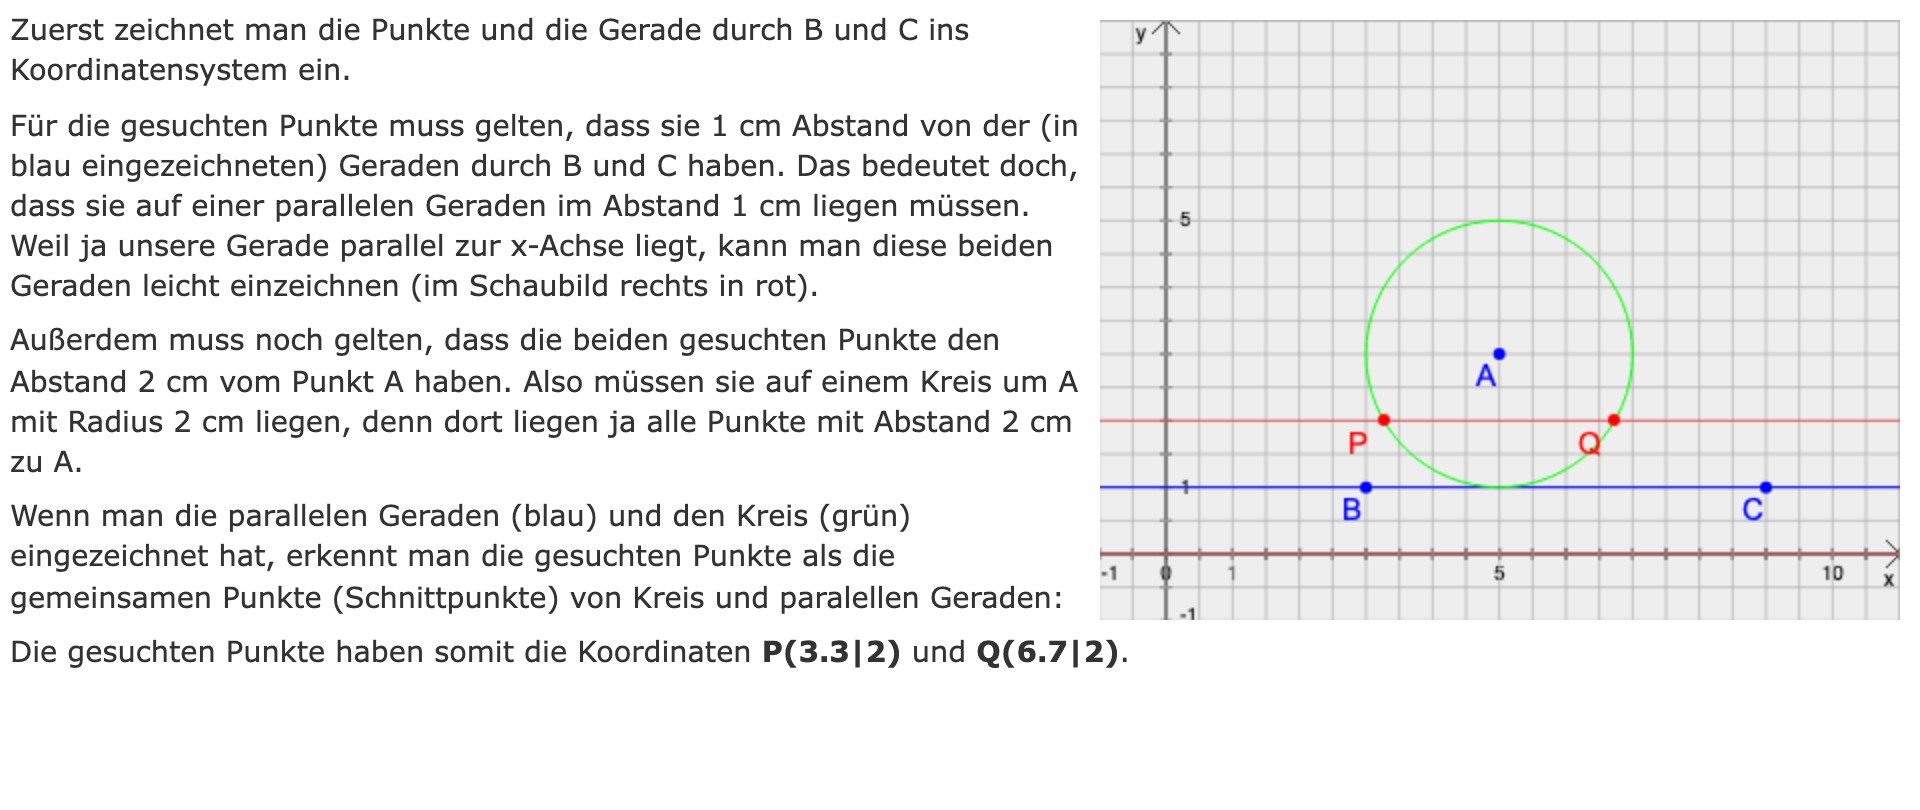 Zuerst zeichnet man die Punkte und die Gerade durch B und C ins
Koordinatensystem ein.
Für die gesuchten Punkte muss gelten, dass sie 1 cm Abstand von der (in
blau eingezeichneten) Geraden durch B und C haben. Das bedeutet doch,
dass sie auf einer parallelen Geraden im Abstand 1 cm liegen müssen.
Weil ja unsere Gerade parallel zur x-Achse liegt, kann man diese beiden
Geraden leicht einzeichnen (im Schaubild rechts in rot).
Außerdem muss noch gelten, dass die beiden gesuchten Punkte den
Abstand 2 cm vom Punkt A haben. Also müssen sie auf einem Kreis um A
mit Radius 2 cm liegen, denn dort liegen ja alle Punkte mit Abstand 2 cm
zu A.
Wenn man die parallelen Geraden (blau) und den Kreis (grün)
eingezeichnet hat, erkennt man die gesuchten Punkte als die
gemeinsamen Punkte (Schnittpunkte) von Kreis und paralellen Geraden:
Die gesuchten Punkte haben somit die Koordinaten P(3.3|2) und Q(6.7|2).
y
5
A
P Q
1
B C
-1 0 1 5 10 x
-1